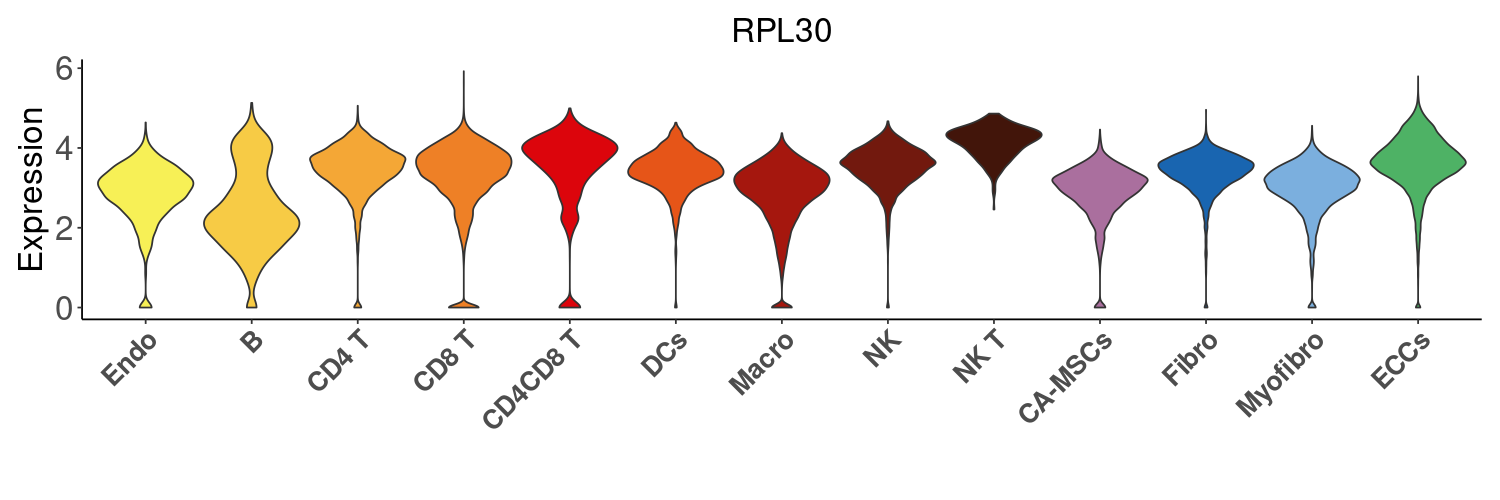 RPL30
Expression
6
4
2
0
Endo
B
CD4 T
CD8 T
CD4CD8 T
DCs
Macro
NK
NK T
CA-MSCs
Fibro
Myofibro
ECCs